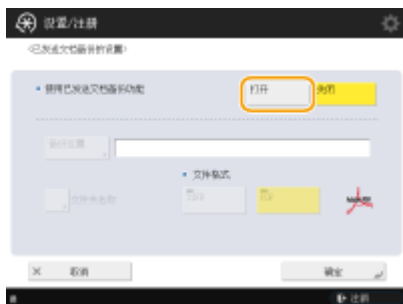 设置/注册
<已发送文档备份的设置>
使用已发送文档备份功能
打开
关闭
备份位置
文件夹名称
文件格式
TIFF
PDF
取消
确定
注销